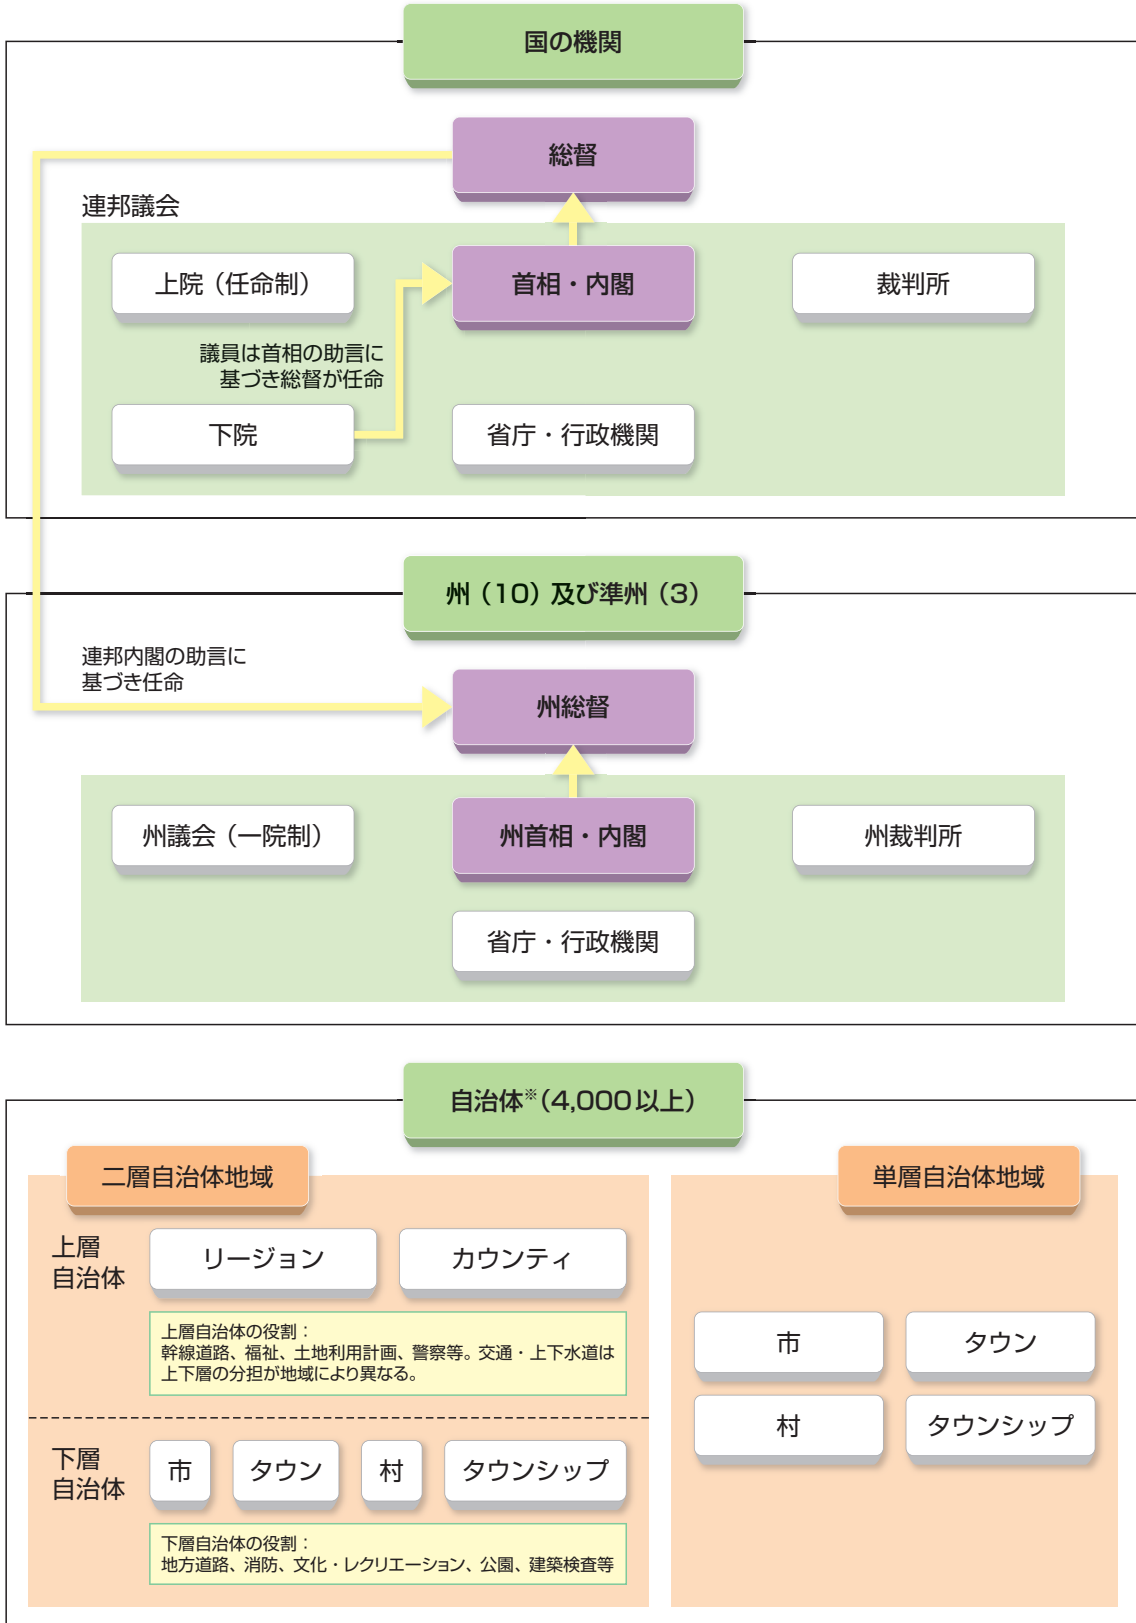 国の機関
総督
連邦議会
上院（任命制）
首相・内閣
裁判所
議員は首相の助言に
基づき総督が任命
下院
省庁・行政機関
州（10）及び準州（3）
連邦内閣の助言に
基づき任命
州総督
州議会（一院制）
州首相・内閣
州裁判所
省庁・行政機関
自治体※（4,000以上）
二層自治体地域
上層
自治体
リージョン
カウンティ
上層自治体の役割：
幹線道路、福祉、土地利用計画、警察等。交通・上下水道は
上下層の分担が地域により異なる。
下層
自治体
市
タウン
村
タウンシップ
下層自治体の役割：
地方道路、消防、文化・レクリエーション、公園、建築検査等
単層自治体地域
市
タウン
村
タウンシップ